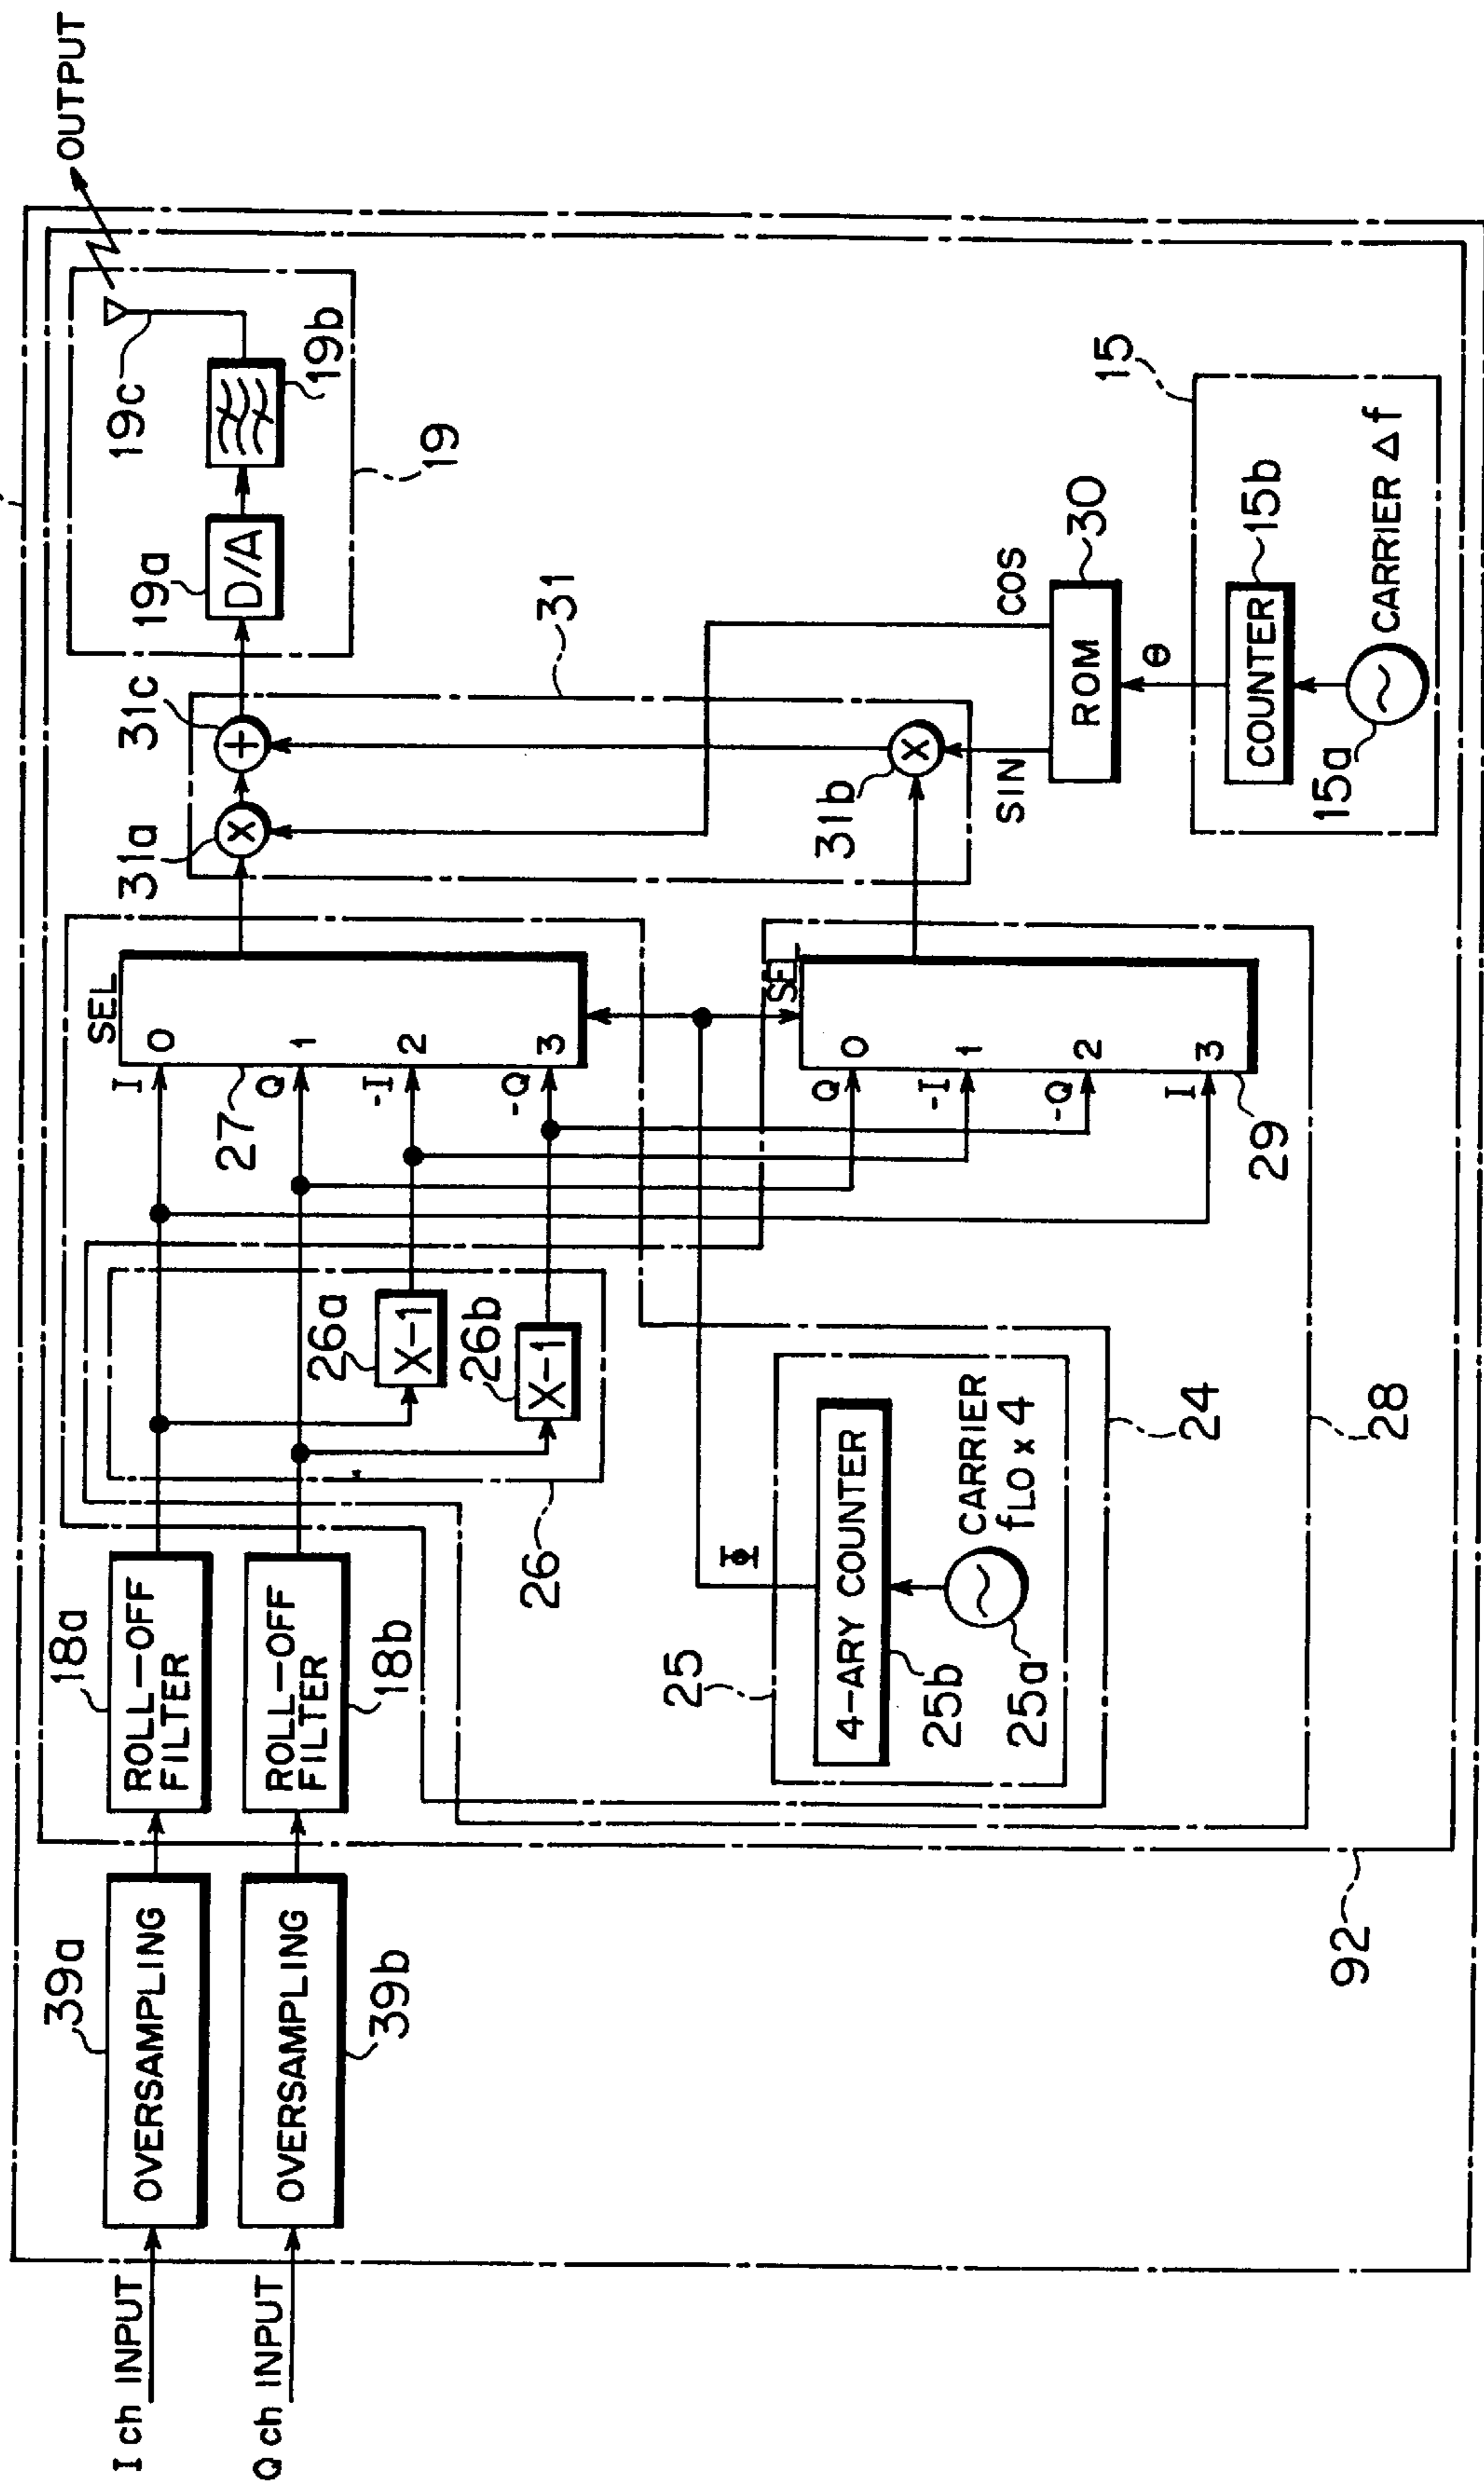 I ch INPUT
Q ch INPUT
39a
OVERSAMPLING
OVERSAMPLING
39b
18a
ROLL-OFF
FILTER
ROLL-OFF
FILTER
18b
26
26a
X-1
26b
X-1
25
Φ
4-ARY COUNTER
25b
25a
CARRIER
fLO x 4
24
28
92
27
SEL
I
0
Q
1
-I
2
-Q
3
SEL
Q
0
-I
1
-Q
2
I
3
29
31a
X
31c
+
31
31b
X
SIN
COS
ROM
30
θ
15
COUNTER
15b
15a
CARRIER Δf
19a
D/A
19b
19c
19
OUTPUT